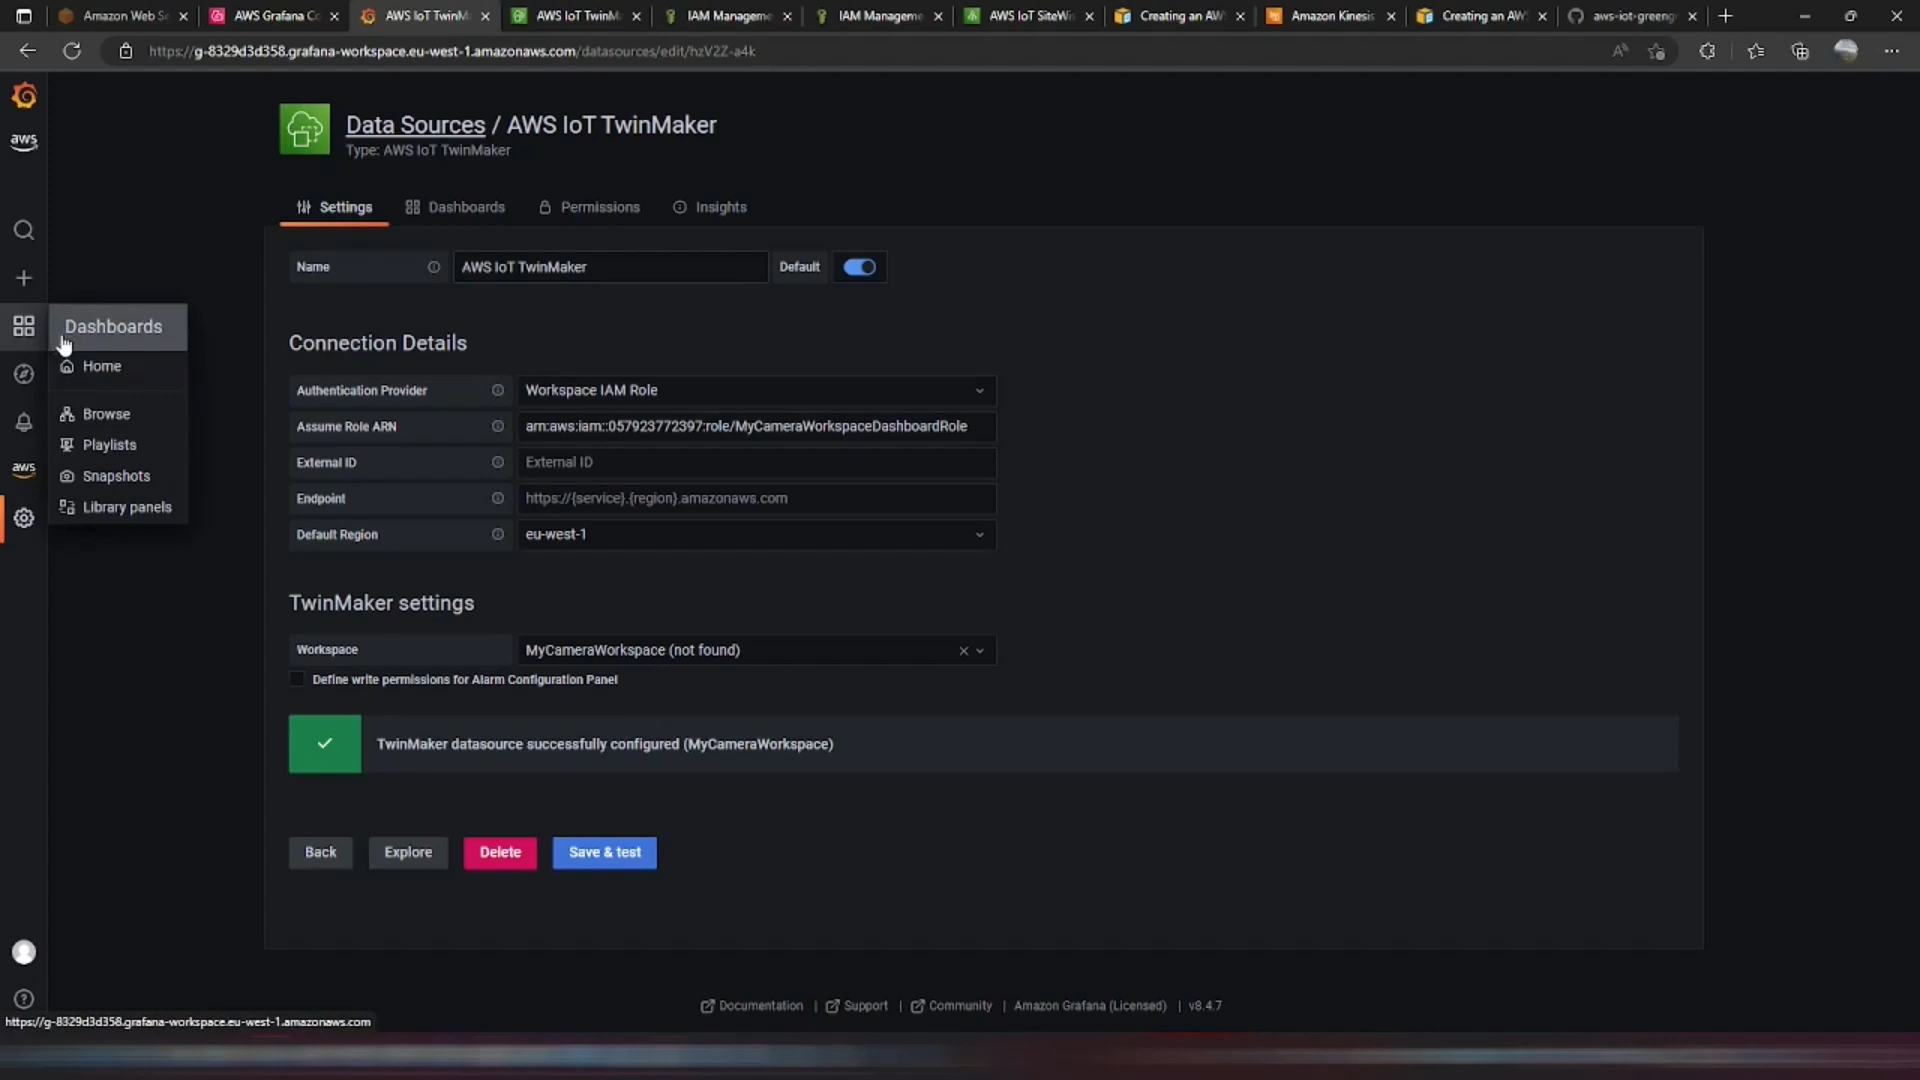 Amazon Web Se
AWS Grafana Co
AWS IoT TwinM
AWS IoT TwinM
IAM Manageme
IAM Manageme
AWS IoT SiteWi
Creating an AW
Amazon Kinesis
Creating an AW
aws-iot-greeng
https://g-8329d3d358.grafana-workspace.eu-west-1.amazonaws.com/datasources/edit/hzV2Z-a4k
aws
Data Sources / AWS IoT TwinMaker
Type: AWS IoT TwinMaker
Settings
Dashboards
Permissions
Insights
Name
AWS IoT TwinMaker
Default
Dashboards
Home
Browse
Playlists
Snapshots
Library panels
aws
Connection Details
Authentication Provider
Workspace IAM Role
Assume Role ARN
arn:aws:iam::057923772397:role/MyCameraWorkspaceDashboardRole
External ID
External ID
Endpoint
https://{service}.{region}.amazonaws.com
Default Region
eu-west-1
TwinMaker settings
Workspace
MyCameraWorkspace (not found)
Define write permissions for Alarm Configuration Panel
TwinMaker datasource successfully configured (MyCameraWorkspace)
Back
Explore
Delete
Save & test
Documentation | Support | Community | Amazon Grafana (Licensed) | v8.4.7
https://g-8329d3d358.grafana-workspace.eu-west-1.amazonaws.com